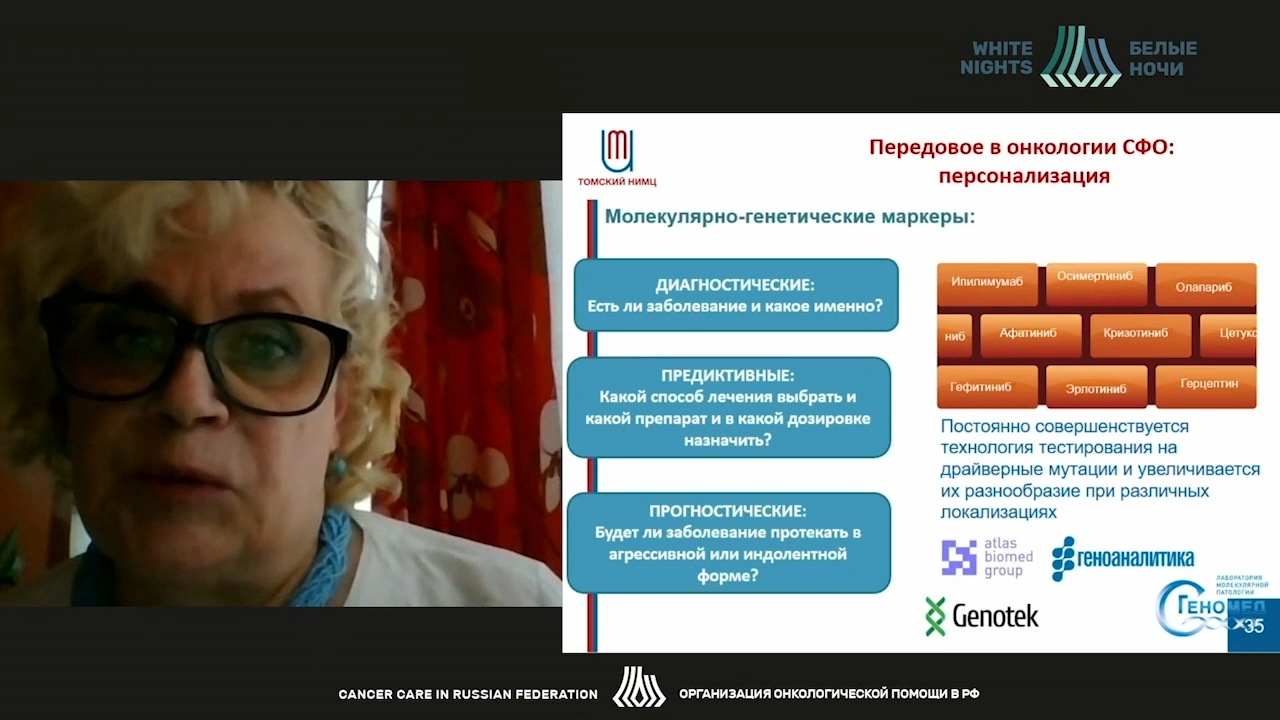 WHITE
NIGHTS
БЕЛЫЕ
НОЧИ
ТОМСКИЙ НИМЦ
Передовое в онкологии СФО:
персонализация
Молекулярно-генетические маркеры:
ДИАГНОСТИЧЕСКИЕ:
Есть ли заболевание и какое именно?
ПРЕДИКТИВНЫЕ:
Какой способ лечения выбрать и
какой препарат и в какой дозировке
назначить?
ПРОГНОСТИЧЕСКИЕ:
Будет ли заболевание протекать в
агрессивной или индолентной
форме?
Ипилимумаб
Осимертиниб
Олапариб
ниб
Афатиниб
Кризотиниб
Цетукс
Гефитиниб
Эрлотиниб
Герцептин
Постоянно совершенствуется
технология тестирования на
драйверные мутации и увеличивается
их разнообразие при различных
локализациях
atlas
biomed
group
геноаналитика
Genotek
ЛАБОРАТОРИЯ
МОЛЕКУЛЯРНОЙ
ПАТОЛОГИИ
ГЕНОМЕД
35
CANCER CARE IN RUSSIAN FEDERATION
ОРГАНИЗАЦИЯ ОНКОЛОГИЧЕСКОЙ ПОМОЩИ В РФ